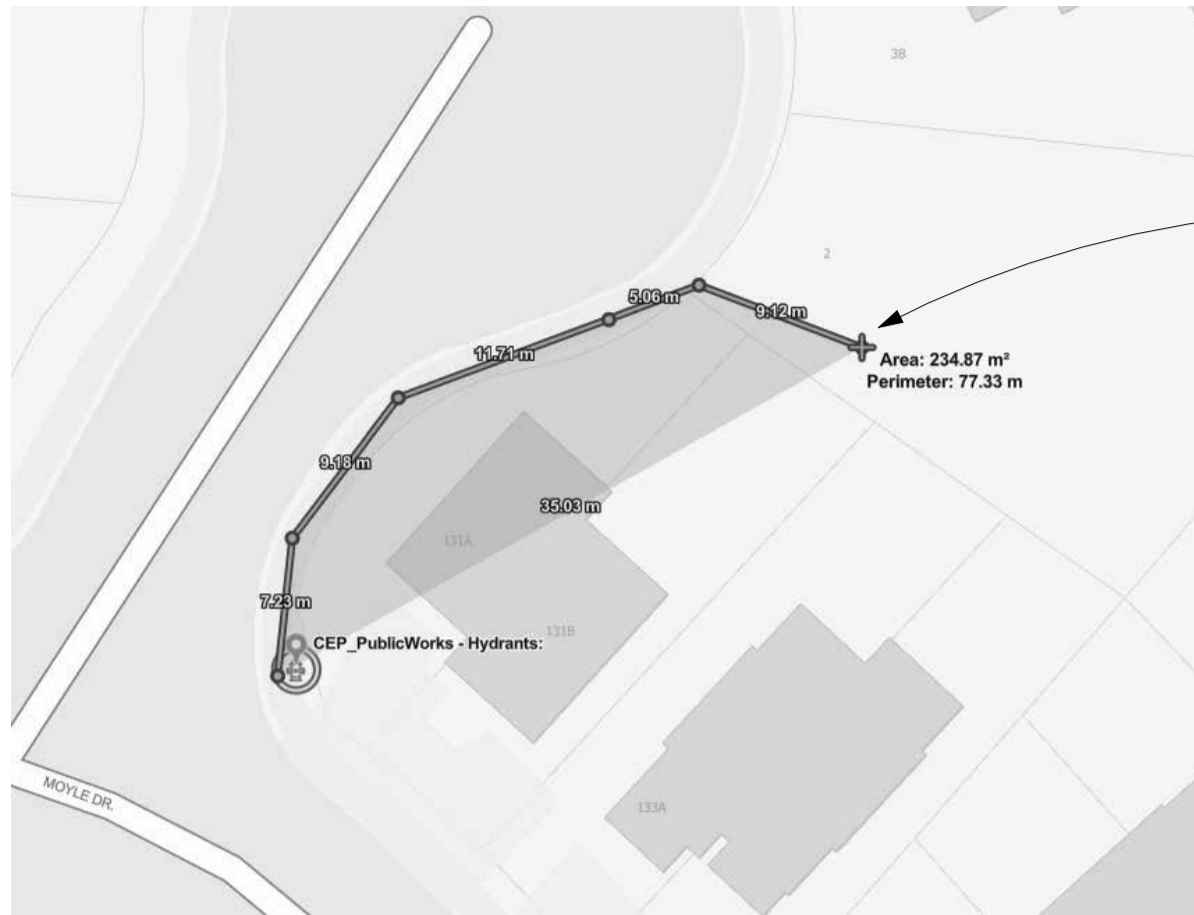 3B
2
5.06 m
9.12 m
11.71 m
Area: 234.87 m²
Perimeter: 77.33 m
9.18 m
35.03 m
131A
7.23 m
131B
CEP_PublicWorks - Hydrants:
MOYLE DR.
133A